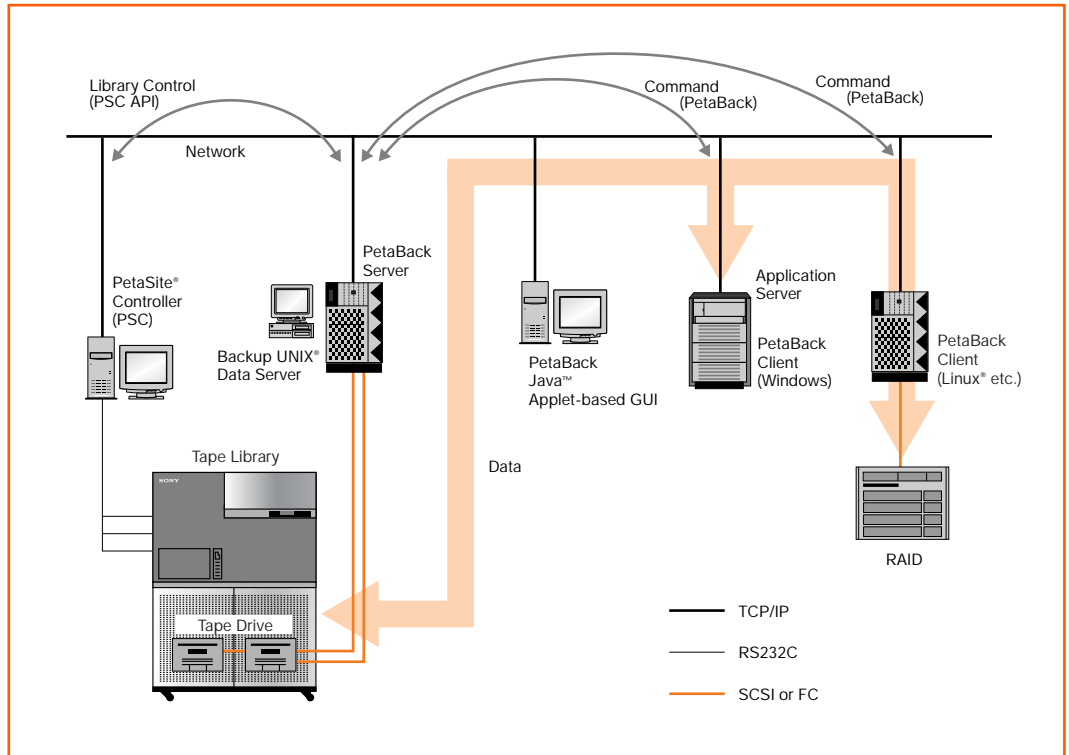 Library Control
(PSC API)
Command
(PetaBack)
Command
(PetaBack)
Network
PetaSite®
Controller
(PSC)
PetaBack
Server
Backup UNIX®
Data Server
PetaBack
Java™
Applet-based GUI
Application
Server
PetaBack
Client
(Windows)
PetaBack
Client
(Linux® etc.)
Tape Library
SONY
Data
RAID
Tape Drive
TCP/IP
RS232C
SCSI or FC